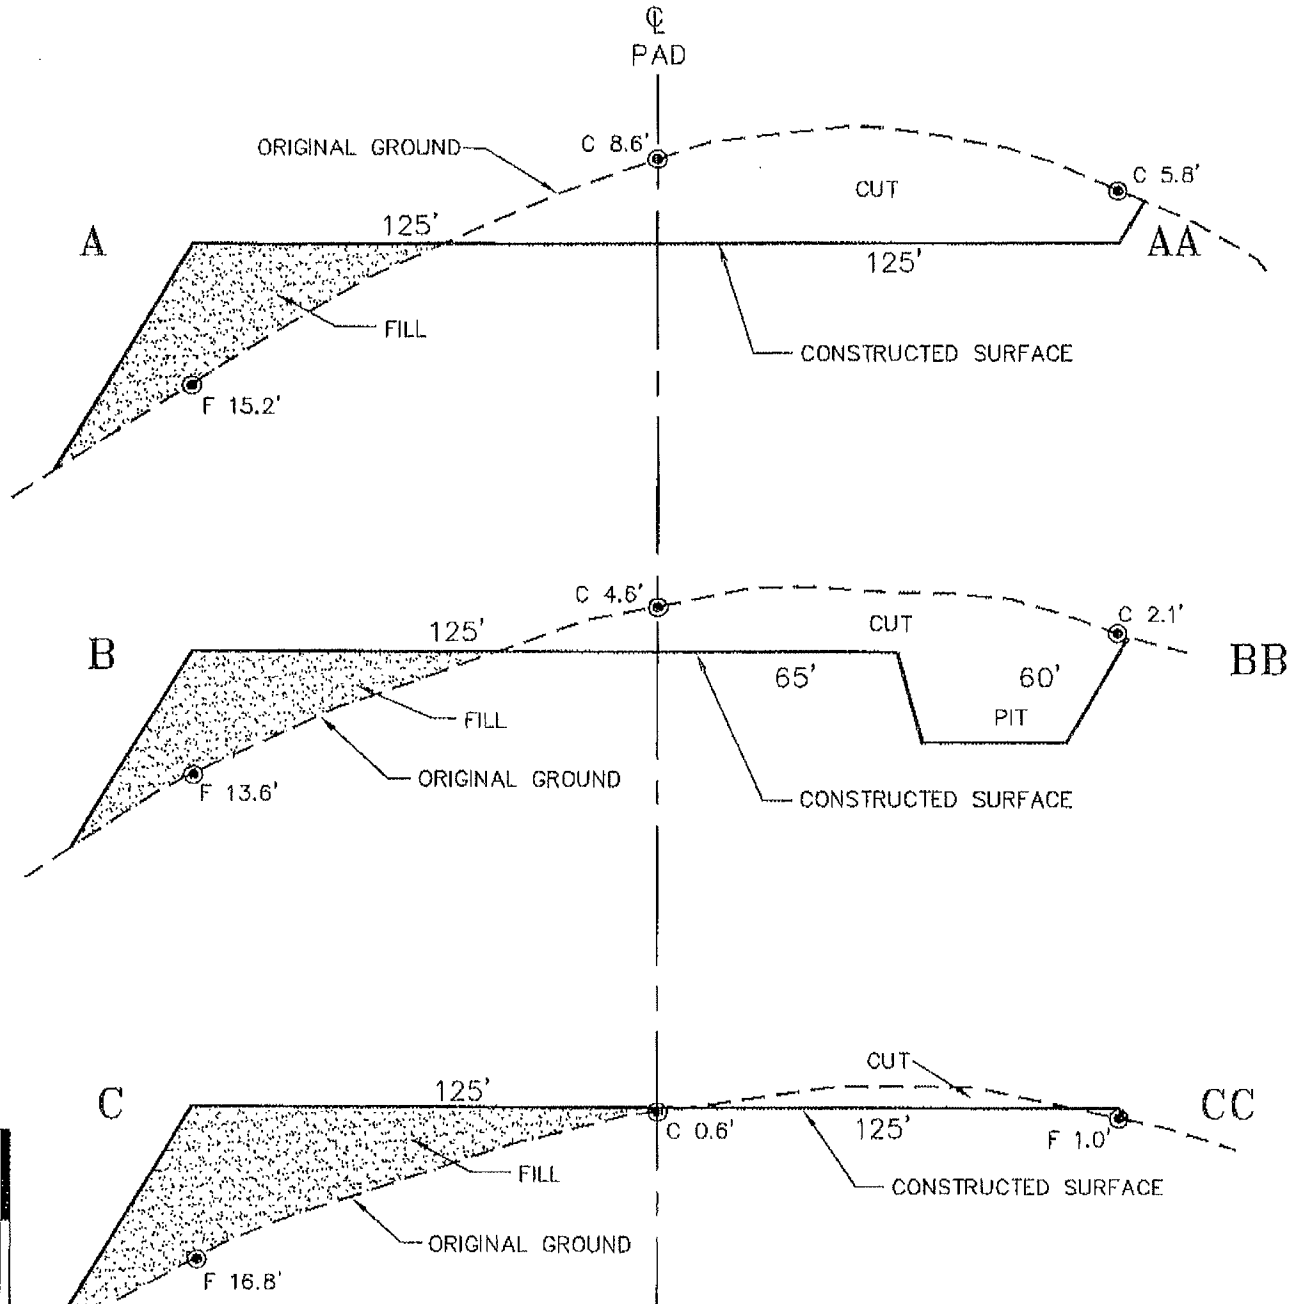 ℄
PAD
ORIGINAL GROUND
C 8.6'
C 5.8'
CUT
A
125'
AA
125'
FILL
CONSTRUCTED SURFACE
F 15.2'
C 4.6'
C 2.1'
CUT
125'
B
BB
65'
60'
PIT
FILL
ORIGINAL GROUND
F 13.6'
CONSTRUCTED SURFACE
CUT
C
125'
CC
C 0.6'
125'
F 1.0'
FILL
CONSTRUCTED SURFACE
ORIGINAL GROUND
F 16.8'